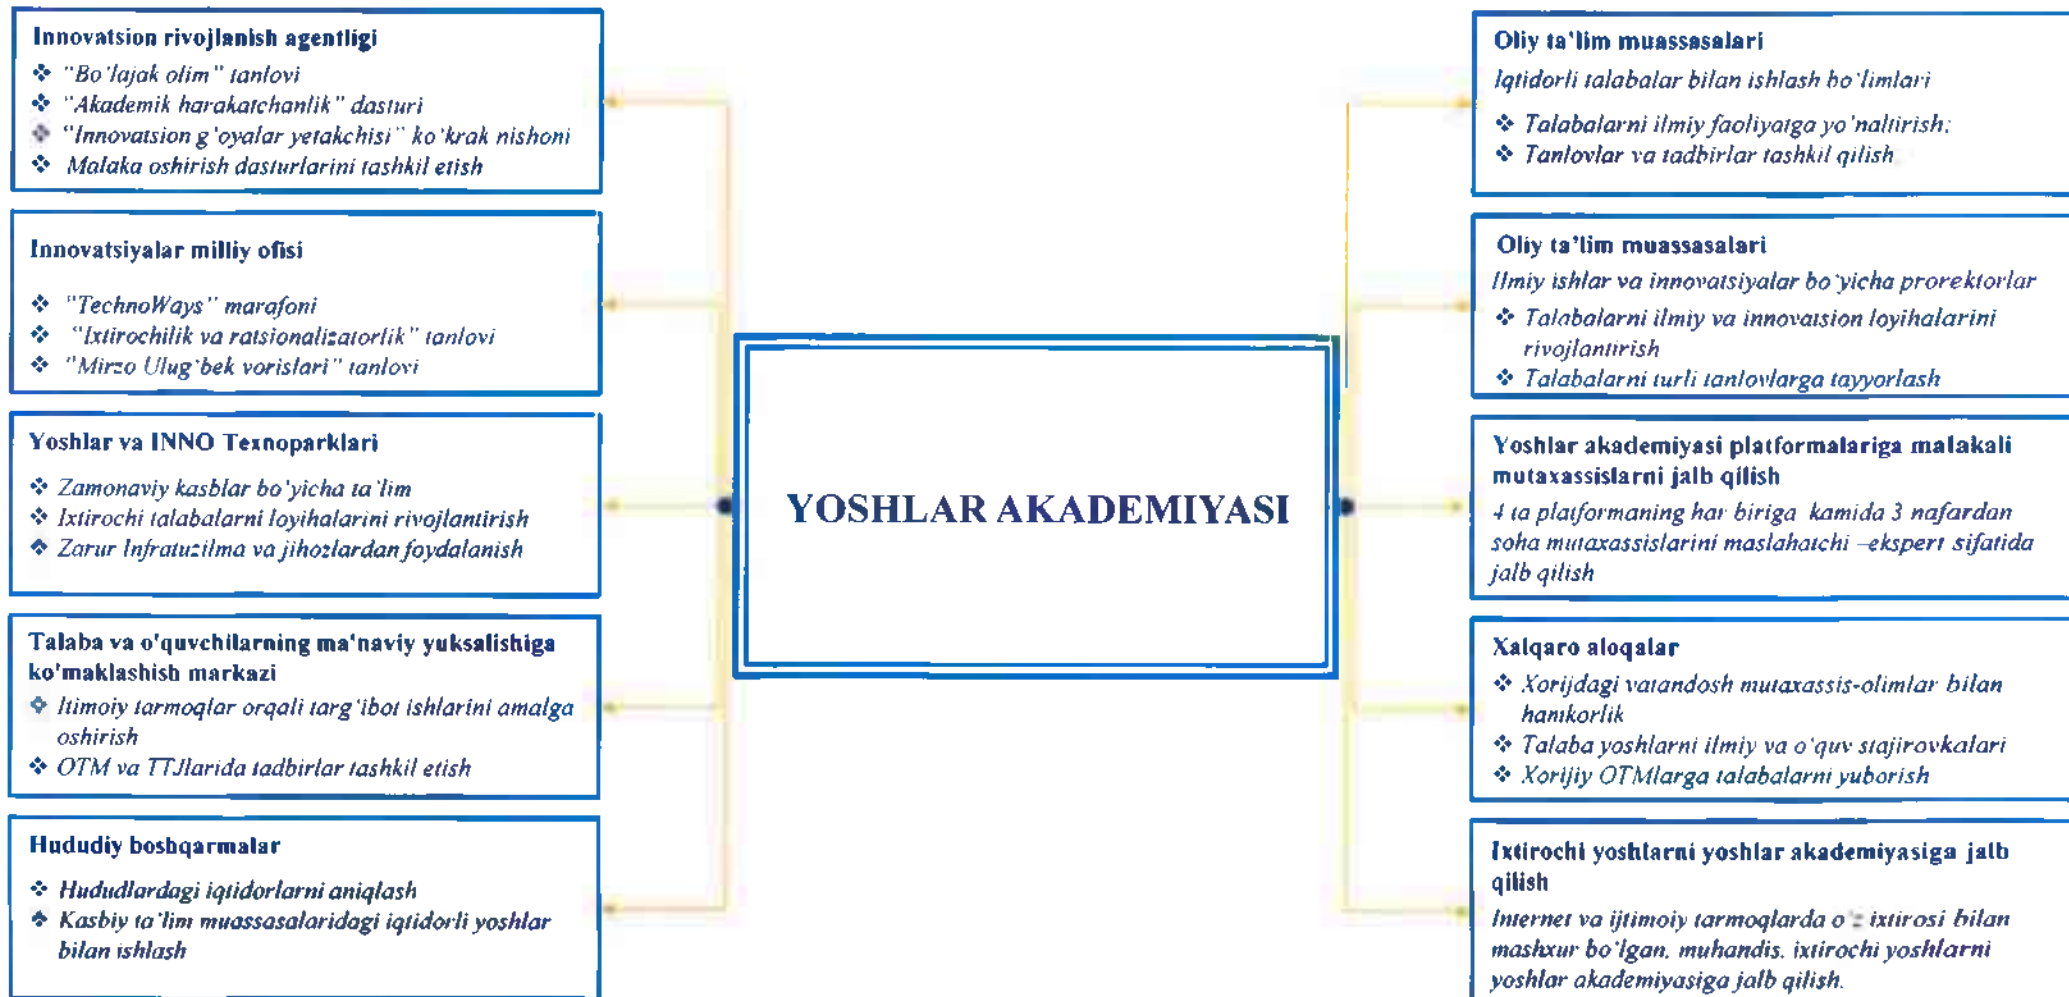 Innovatsion rivojlanish agentligi
❖ "Bo'lajak olim" tanlovi
❖ "Akademik harakatchanlik" dasturi
❖ "Innovatsion g'oyalar yetakchisi" ko'krak nishoni
❖ Malaka oshirish dasturlarini tashkil etish
Innovatsiyalar milliy ofisi
❖ "TechnoWays" marafoni
❖ "Ixtirochilik va ratsionalizatorlik" tanlovi
❖ "Mirzo Ulug'bek vorislari" tanlovi
Yoshlar va INNO Texnoparklari
❖ Zamonaviy kasblar bo'yicha ta'lim
❖ Ixtirochi talabalarni loyihalarini rivojlantirish
❖ Zarur Infratuzilma va jihozlardan foydalanish
Talaba va o'quvchilarning ma'naviy yuksalishiga
ko'maklashish markazi
❖ Itimoiy tarmoqlar orqali targ'ibot ishlarini amalga
oshirish
❖ OTM va TTJlarida tadbirlar tashkil etish
Hududiy boshqarmalar
❖ Hududlardagi iqtidorlarni aniqlash
❖ Kasbiy ta'lim muassasalaridagi iqtidorli yoshlar
bilan ishlash
YOSHLAR AKADEMIYASI
Oliy ta'lim muassasalari
Iqtidorli talabalar bilan ishlash bo'limlari
❖ Talabalarni ilmiy faoliyatga yo'naltirish;
❖ Tanlovlar va tadbirlar tashkil qilish
Oliy ta'lim muassasalari
Ilmiy ishlar va innovatsiyalar bo'yicha prorektorlar
❖ Talabalarni ilmiy va innovatsion loyihalarini
rivojlantirish
❖ Talabalarni turli tanlovlarga tayyorlash
Yoshlar akademiyasi platformalariga malakali
mutaxassislarni jalb qilish
4 ta platformaning har biriga kamida 3 nafardan
soha mutaxassislarini maslahatchi –ekspert sifatida
jalb qilish
Xalqaro aloqalar
❖ Xorijdagi vatandosh mutaxassis-olimlar bilan
hamkorlik
❖ Talaba yoshlarni ilmiy va o'quv stajirovkalari
❖ Xorijiy OTMlarga talabalarni yuborish
Ixtirochi yoshlarni yoshlar akademiyasiga jalb
qilish
Internet va ijtimoiy tarmoqlarda o'z ixtirosi bilan
mashxur bo'lgan, muhandis, ixtirochi yoshlarni
yoshlar akademiyasiga jalb qilish.